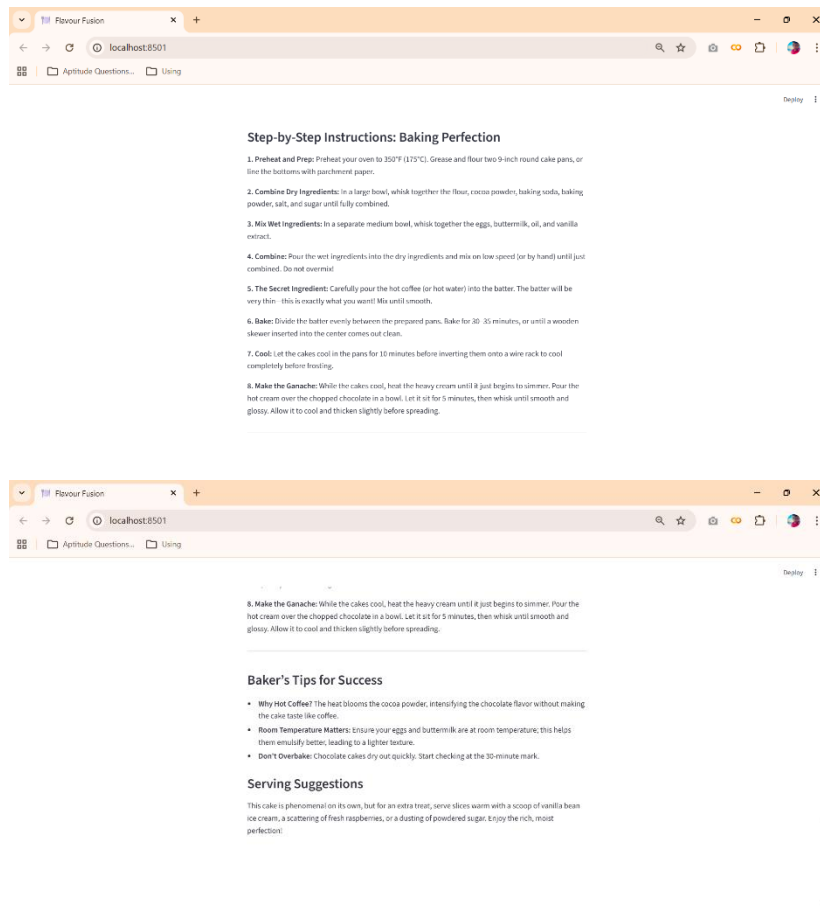 Flavour Fusion
localhost:8501
Aptitude Questions... Using
Deploy
Step-by-Step Instructions: Baking Perfection
1. Preheat and Prep: Preheat your oven to 350°F (175°C). Grease and flour two 9-inch round cake pans, or
line the bottoms with parchment paper.
2. Combine Dry Ingredients: In a large bowl, whisk together the flour, cocoa powder, baking soda, baking
powder, salt, and sugar until fully combined.
3. Mix Wet Ingredients: In a separate medium bowl, whisk together the eggs, buttermilk, oil, and vanilla
extract.
4. Combine: Pour the wet ingredients into the dry ingredients and mix on low speed (or by hand) until just
combined. Do not overmix!
5. The Secret Ingredient: Carefully pour the hot coffee (or hot water) into the batter. The batter will be
very thin—this is exactly what you want! Mix until smooth.
6. Bake: Divide the batter evenly between the prepared pans. Bake for 30–35 minutes, or until a wooden
skewer inserted into the center comes out clean.
7. Cool: Let the cakes cool in the pans for 10 minutes before inverting them onto a wire rack to cool
completely before frosting.
8. Make the Ganache: While the cakes cool, heat the heavy cream until it just begins to simmer. Pour the
hot cream over the chopped chocolate in a bowl. Let it sit for 5 minutes, then whisk until smooth and
glossy. Allow it to cool and thicken slightly before spreading.
Flavour Fusion
localhost:8501
Aptitude Questions... Using
Deploy
8. Make the Ganache: While the cakes cool, heat the heavy cream until it just begins to simmer. Pour the
hot cream over the chopped chocolate in a bowl. Let it sit for 5 minutes, then whisk until smooth and
glossy. Allow it to cool and thicken slightly before spreading.
Baker's Tips for Success
• Why Hot Coffee? The heat blooms the cocoa powder, intensifying the chocolate flavor without making
the cake taste like coffee.
• Room Temperature Matters: Ensure your eggs and buttermilk are at room temperature; this helps
them emulsify better, leading to a lighter texture.
• Don't Overbake: Chocolate cakes dry out quickly. Start checking at the 30-minute mark.
Serving Suggestions
This cake is phenomenal on its own, but for an extra treat, serve slices warm with a scoop of vanilla bean
ice cream, a scattering of fresh raspberries, or a dusting of powdered sugar. Enjoy the rich, moist
perfection!